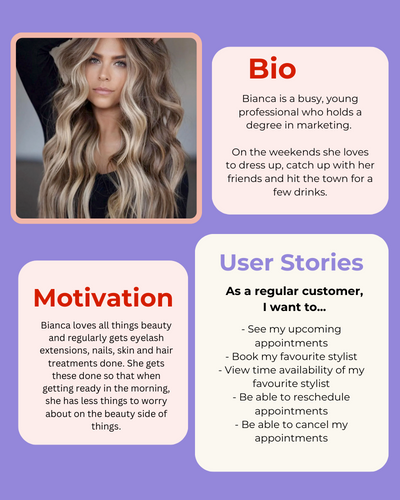 Bio
Bianca is a busy, young
professional who holds a
degree in marketing.
On the weekends she loves
to dress up, catch up with her
friends and hit the town for a
few drinks.
Motivation
Bianca loves all things beauty
and regularly gets eyelash
extensions, nails, skin and hair
treatments done. She gets
these done so that when
getting ready in the morning,
she has less things to worry
about on the beauty side of
things.
User Stories
As a regular customer,
I want to...
- See my upcoming
appointments
- Book my favourite stylist
- View time availability of my
favourite stylist
- Be able to reschedule
appointments
- Be able to cancel my
appointments